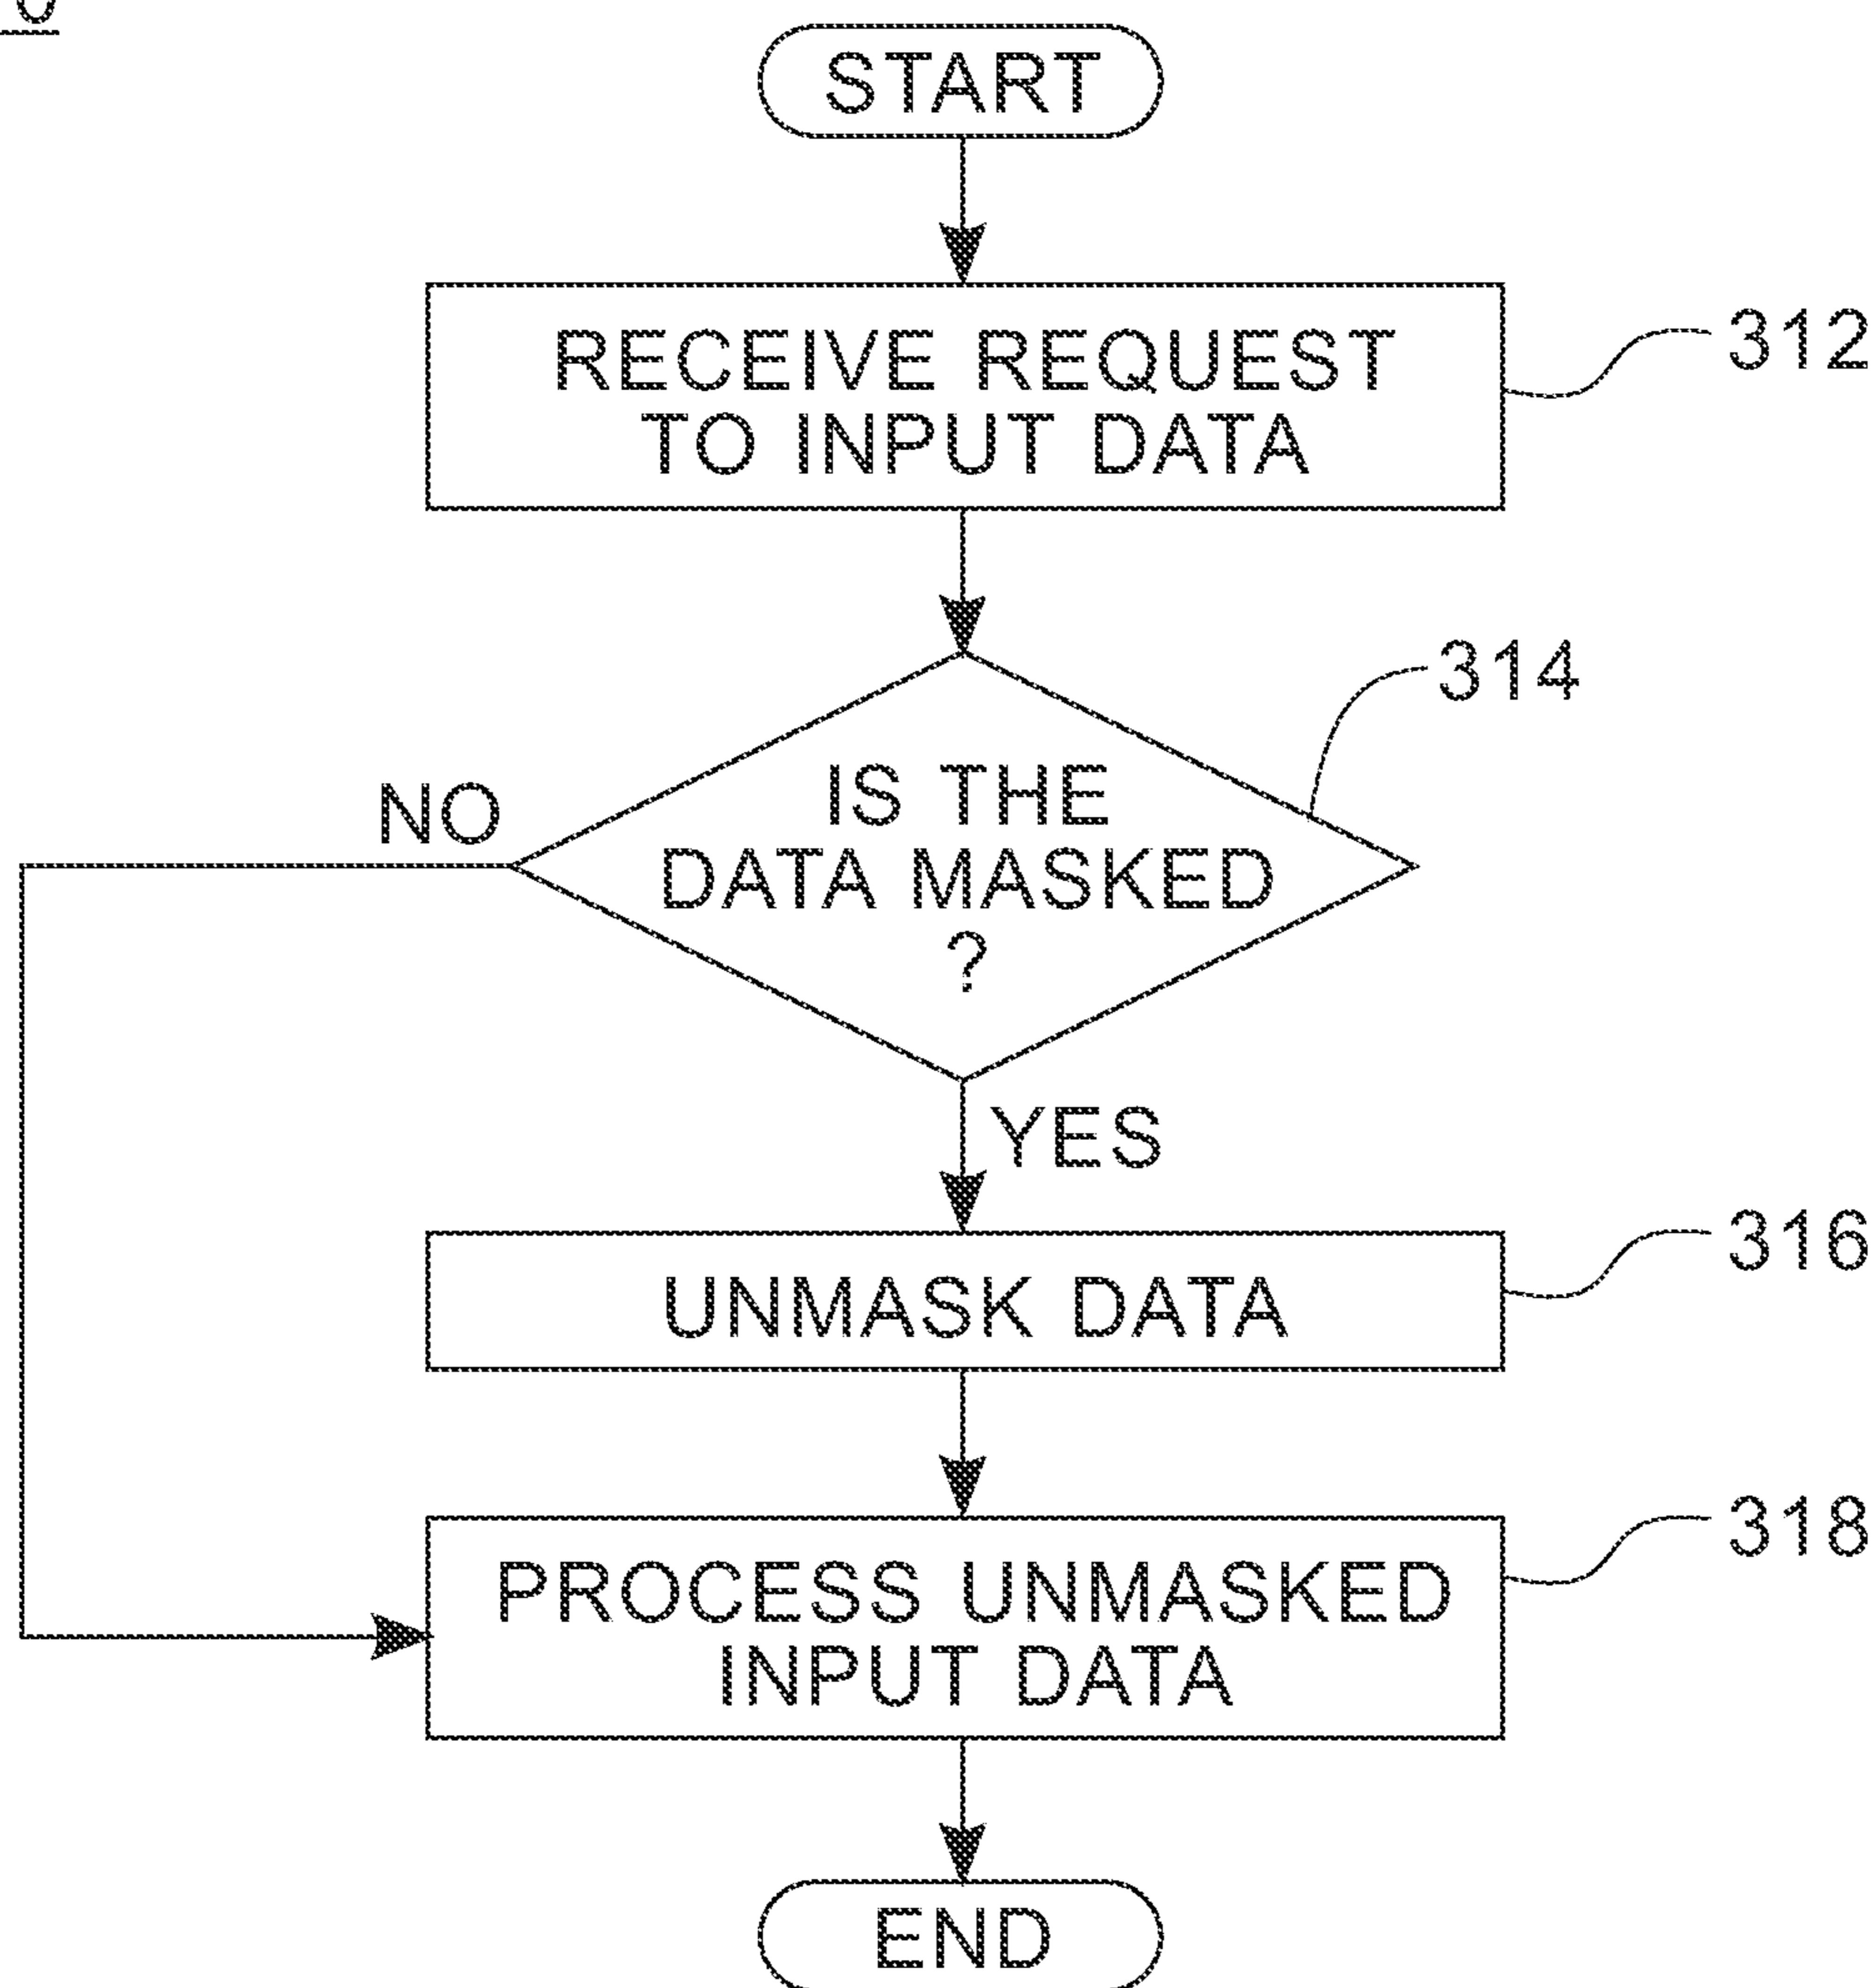 START
RECEIVE REQUEST
TO INPUT DATA
312
314
IS THE
DATA MASKED
?
NO
YES
UNMASK DATA
316
PROCESS UNMASKED
INPUT DATA
318
END